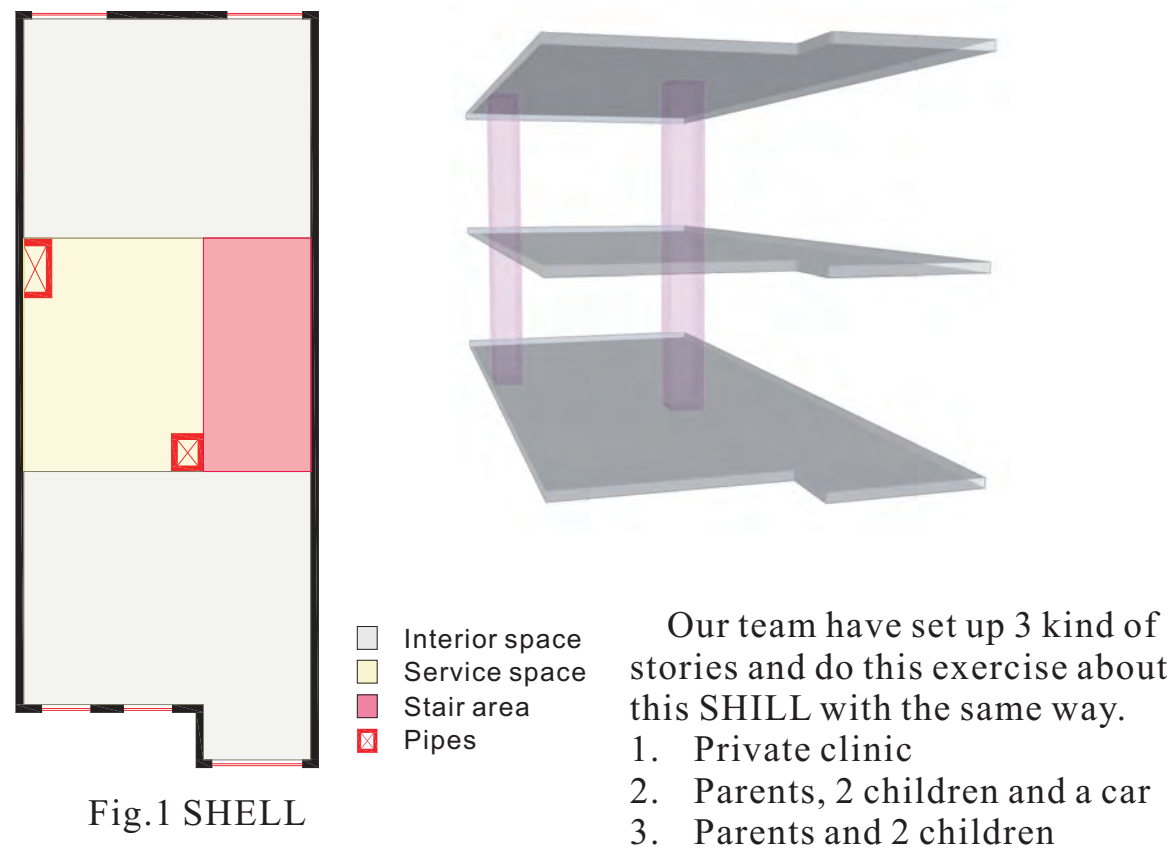 Interior space
Service space
Stair area
Pipes
Fig.1 SHELL
Our team have set up 3 kind of
stories and do this exercise about
this SHILL with the same way.
1. Private clinic
2. Parents, 2 children and a car
3. Parents and 2 children